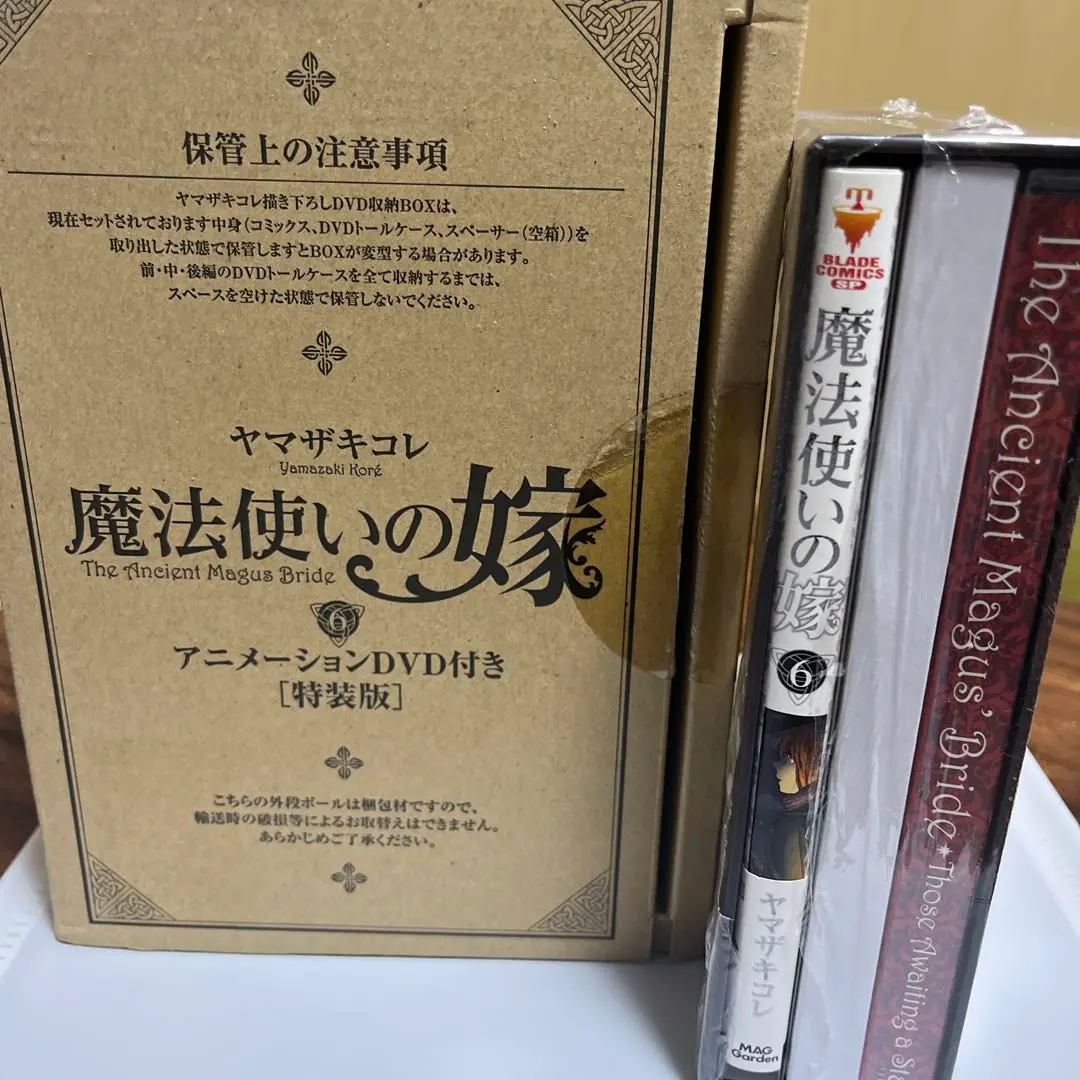 保管上の注意事項
ヤマザキコレ描き下ろしDVD収納BOXは、
現在セットされております中身(コミックス、DVDトールケース、スペーサー(空箱))を
取り出した状態で保管しますとBOXが変型する場合があります。
前・中・後編のDVDトールケースを全て収納するまでは、
スペースを空けた状態で保管しないでください。
ヤマザキコレ
Yamazaki Koré
魔法使いの嫁
The Ancient Magus Bride
6
アニメーションDVD付き
[特装版]
こちらの外段ボールは梱包材ですので、
輸送時の破損等によるお取替えはできません。
あらかじめご了承ください。
BLADE
COMICS
SP
魔法使いの嫁
6
ヤマザキコレ
MAG
Garden
The Ancient Magus' Bride*Those Awaiting a